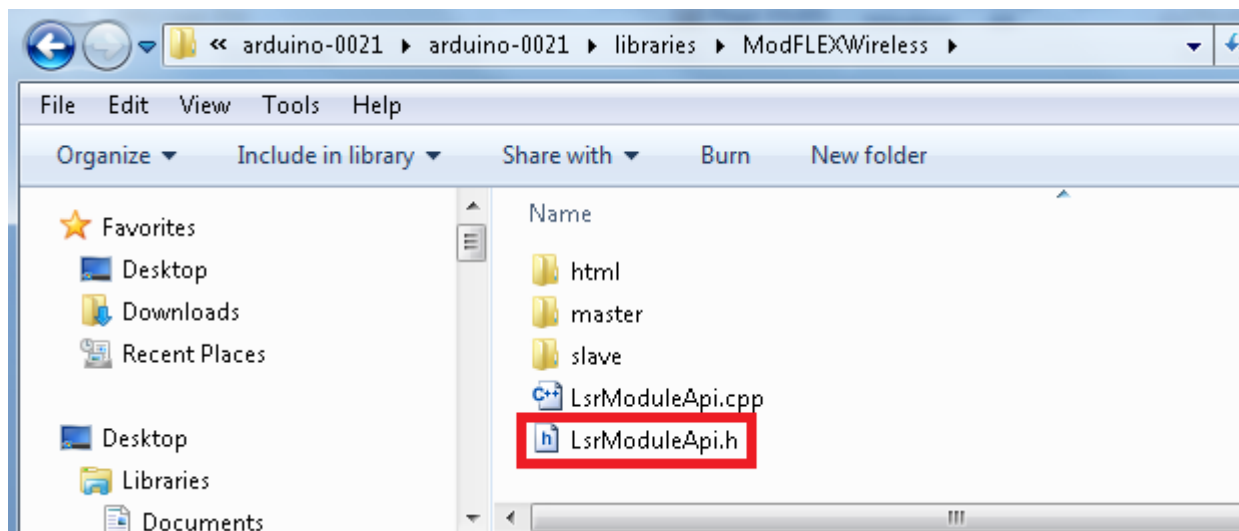 « arduino-0021 ▸ arduino-0021 ▸ libraries ▸ ModFLEXWireless ▸
File Edit View Tools Help
Organize Include in library Share with Burn New folder
Favorites
Desktop
Downloads
Recent Places
Desktop
Libraries
Documents
Name
html
master
slave
LsrModuleApi.cpp
LsrModuleApi.h